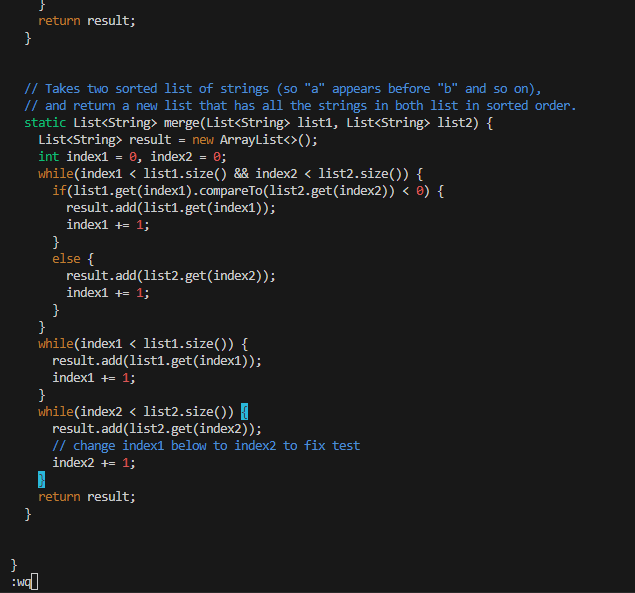 }
    return result;
  }
  // Takes two sorted list of strings (so "a" appears before "b" and so on),
  // and return a new list that has all the strings in both list in sorted order.
  static List<String> merge(List<String> list1, List<String> list2) {
    List<String> result = new ArrayList<>();
    int index1 = 0, index2 = 0;
    while(index1 < list1.size() && index2 < list2.size()) {
      if(list1.get(index1).compareTo(list2.get(index2)) < 0) {
        result.add(list1.get(index1));
        index1 += 1;
      }
      else {
        result.add(list2.get(index2));
        index1 += 1;
      }
    }
    while(index1 < list1.size()) {
      result.add(list1.get(index1));
      index1 += 1;
    }
    while(index2 < list2.size()) {
      result.add(list2.get(index2));
      // change index1 below to index2 to fix test
      index2 += 1;
    }
    return result;
  }
}
:wq